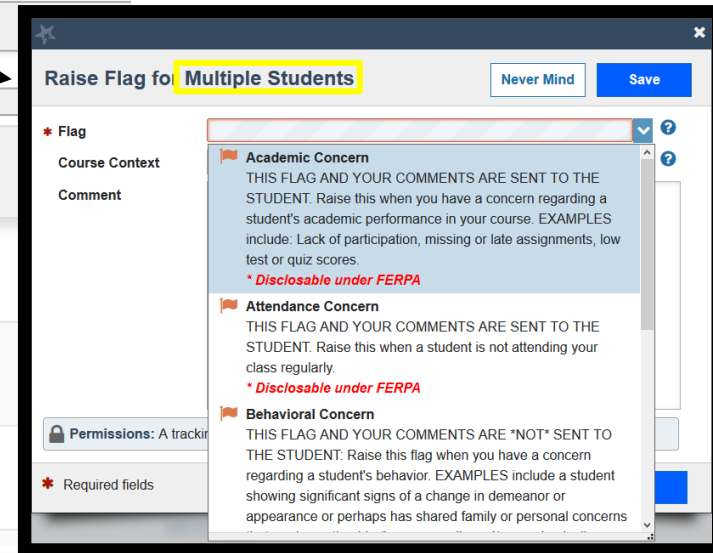 Raise Flag for Multiple Students
Never Mind
Save
* Flag
Course Context
Comment
Academic Concern
THIS FLAG AND YOUR COMMENTS ARE SENT TO THE
STUDENT. Raise this when you have a concern regarding a
student's academic performance in your course. EXAMPLES
include: Lack of participation, missing or late assignments, low
test or quiz scores.
* Disclosable under FERPA
Attendance Concern
THIS FLAG AND YOUR COMMENTS ARE SENT TO THE
STUDENT. Raise this when a student is not attending your
class regularly.
* Disclosable under FERPA
Behavioral Concern
THIS FLAG AND YOUR COMMENTS ARE *NOT* SENT TO
THE STUDENT: Raise this flag when you have a concern
regarding a student's behavior. EXAMPLES include a student
showing significant signs of a change in demeanor or
appearance or perhaps has shared family or personal concerns
Permissions: A trackin
* Required fields